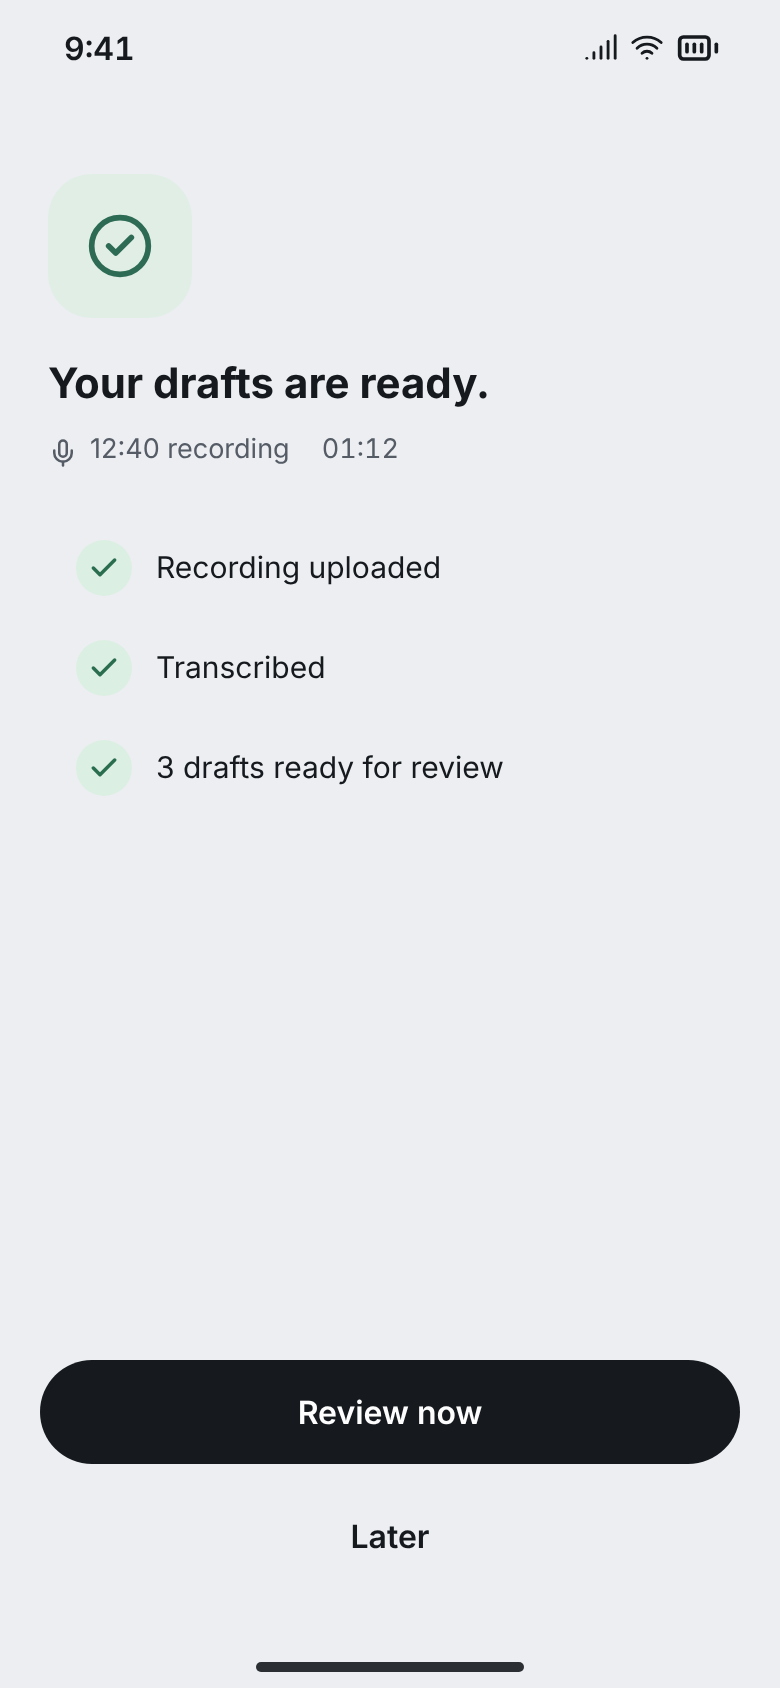 9:41
Your drafts are ready.
12:40 recording 01:12
Recording uploaded
Transcribed
3 drafts ready for review
Review now
Later